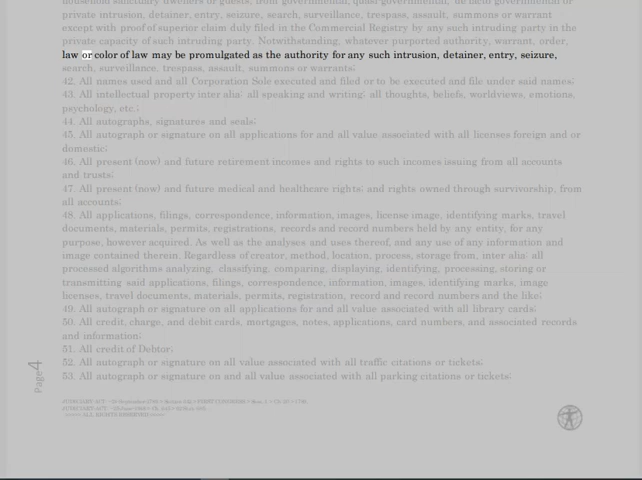 household sanctuary dwellers or guests, from governmental, quasi-governmental, de facto governmental or
private intrusion, detainer, entry, seizure, search, surveillance, trespass, assault, summons or warrant
except with proof of superior claim duly filed in the Commercial Registry by any such intruding party in the
private capacity of such intruding party. Notwithstanding, whatever purported authority, warrant, order,
law or color of law may be promulgated as the authority for any such intrusion, detainer, entry, seizure,
search, surveillance, trespass, assault, summons or warrants;
42. All names used and all Corporation Sole executed and filed or to be executed and file under said names;
43. All intellectual property inter alia: all speaking and writing; all thoughts, beliefs, worldviews, emotions,
psychology, etc.;
44. All autographs, signatures and seals;
45. All autograph or signature on all applications for and all value associated with all licenses foreign and or
domestic;
46. All present (now) and future retirement incomes and rights to such incomes issuing from all accounts
and trusts;
47. All present (now) and future medical and healthcare rights; and rights owned through survivorship, from
all accounts;
48. All applications, filings, correspondence, information, images, license image, identifying marks, travel
documents, materials, permits, registrations, records and record numbers held by any entity, for any
purpose, however acquired. As well as the analyses and uses thereof, and any use of any information and
image contained therein. Regardless of creator, method, location, process, storage from, inter alia: all
processed algorithms analyzing, classifying, comparing, displaying, identifying, processing, storing or
transmitting said applications, filings, correspondence, information, images, identifying marks, image
licenses, travel documents, materials, permits, registration, record and record numbers and the like;
49. All autograph or signature on all applications for and all value associated with all library cards;
50. All credit, charge, and debit cards, mortgages, notes, applications, card numbers, and associated records
and information;
51. All credit of Debtor;
52. All autograph or signature on all value associated with all traffic citations or tickets;
53. All autograph or signature on and all value associated with all parking citations or tickets;
Page4
ALL RIGHTS RESERVED